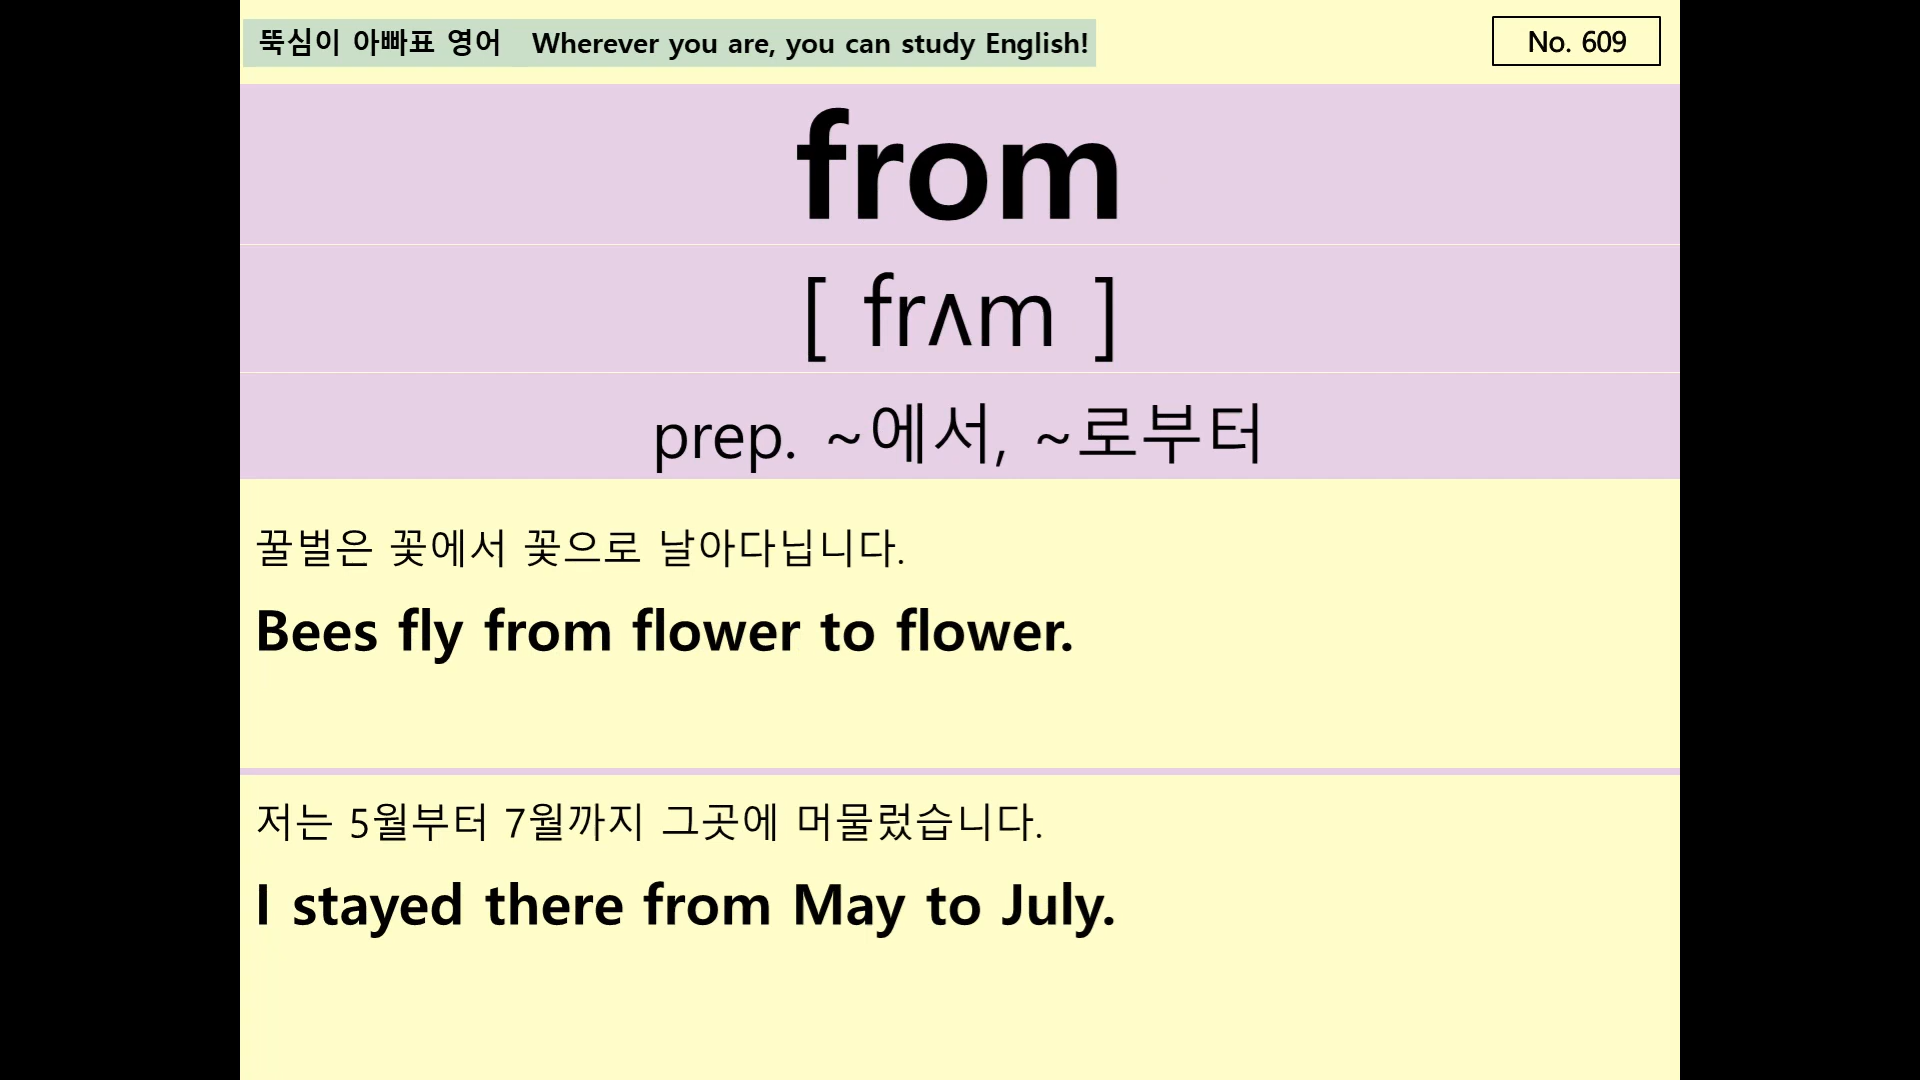 뚝심이 아빠표 영어 Wherever you are, you can study English!
No. 609
from
[ frʌm ]
prep. ~에서, ~로부터
꿀벌은 꽃에서 꽃으로 날아다닙니다.
Bees fly from flower to flower.
저는 5월부터 7월까지 그곳에 머물렀습니다.
I stayed there from May to July.